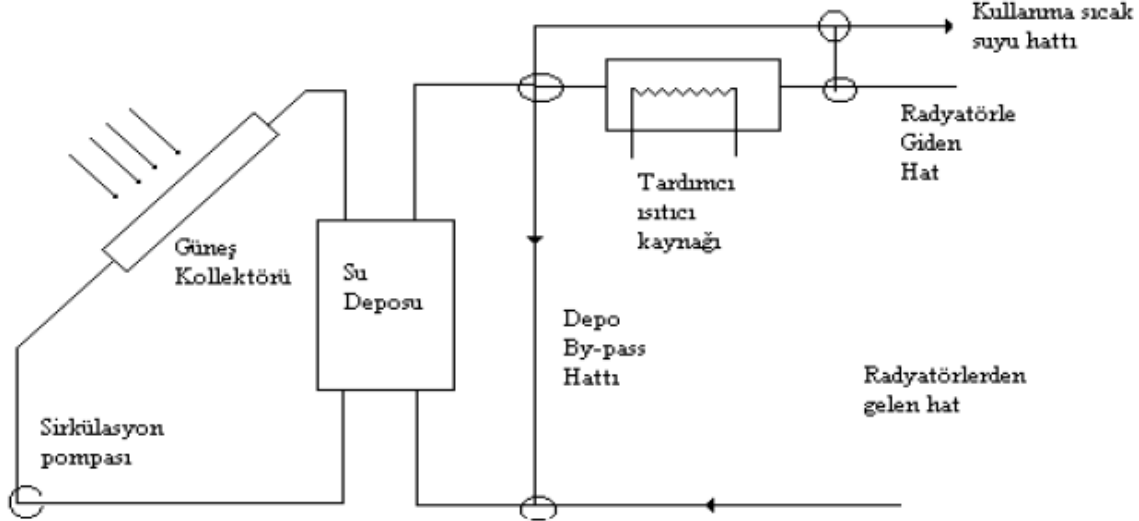 Kullanma sıcak
suyu hattı
Radyatörle
Giden
Hat
Tardımcı
ısıtıcı
kaynağı
Güneş
Kollektörü
Su
Deposu
Depo
By-pass
Hattı
Radyatörlerden
gelen hat
Sirkülasyon
pompası